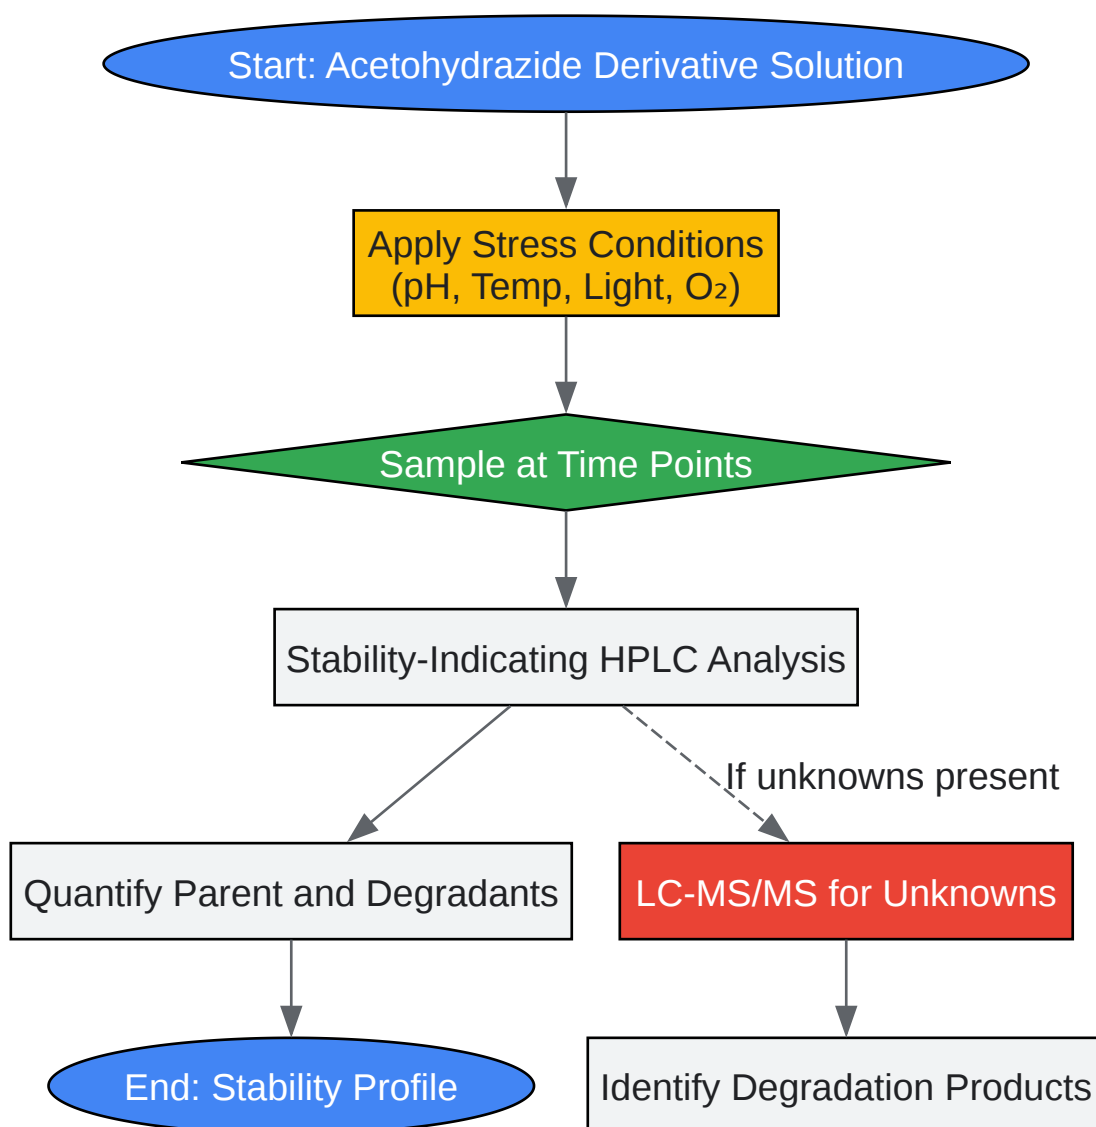 Start: Acetohydrazide Derivative Solution
Apply Stress Conditions
(pH, Temp, Light, O₂)
Sample at Time Points
Stability-Indicating HPLC Analysis
If unknowns present
Quantify Parent and Degradants
LC-MS/MS for Unknowns
End: Stability Profile
Identify Degradation Products